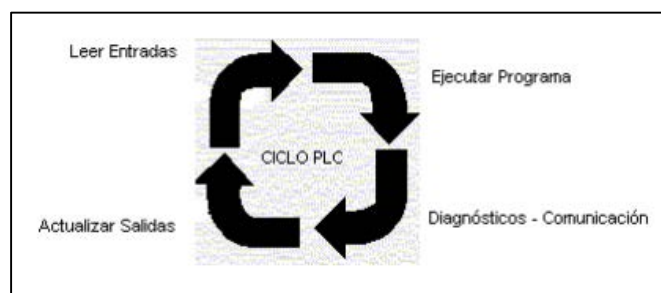 Leer Entradas
Ejecutar Programa
CICLO PLC
Actualizar Salidas
Diagnósticos - Comunicación